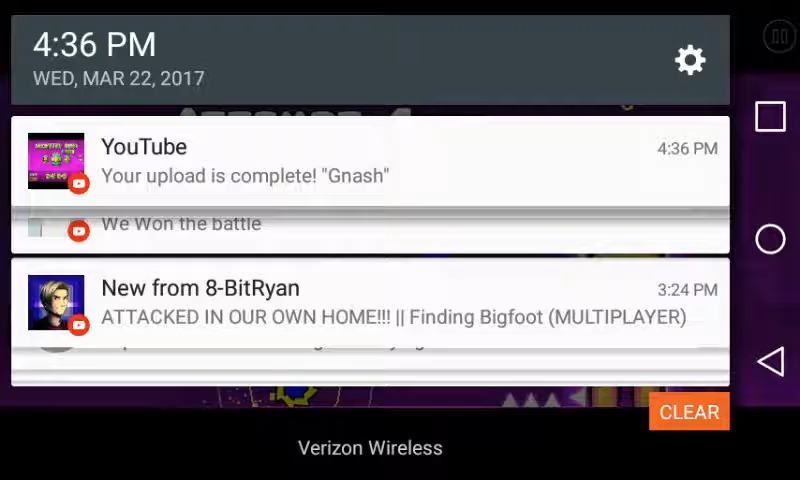 4:36 PM
WED, MAR 22, 2017
YouTube
4:36 PM
Your upload is complete! "Gnash"
We Won the battle
New from 8-BitRyan
3:24 PM
ATTACKED IN OUR OWN HOME!!! || Finding Bigfoot (MULTIPLAYER)
CLEAR
Verizon Wireless